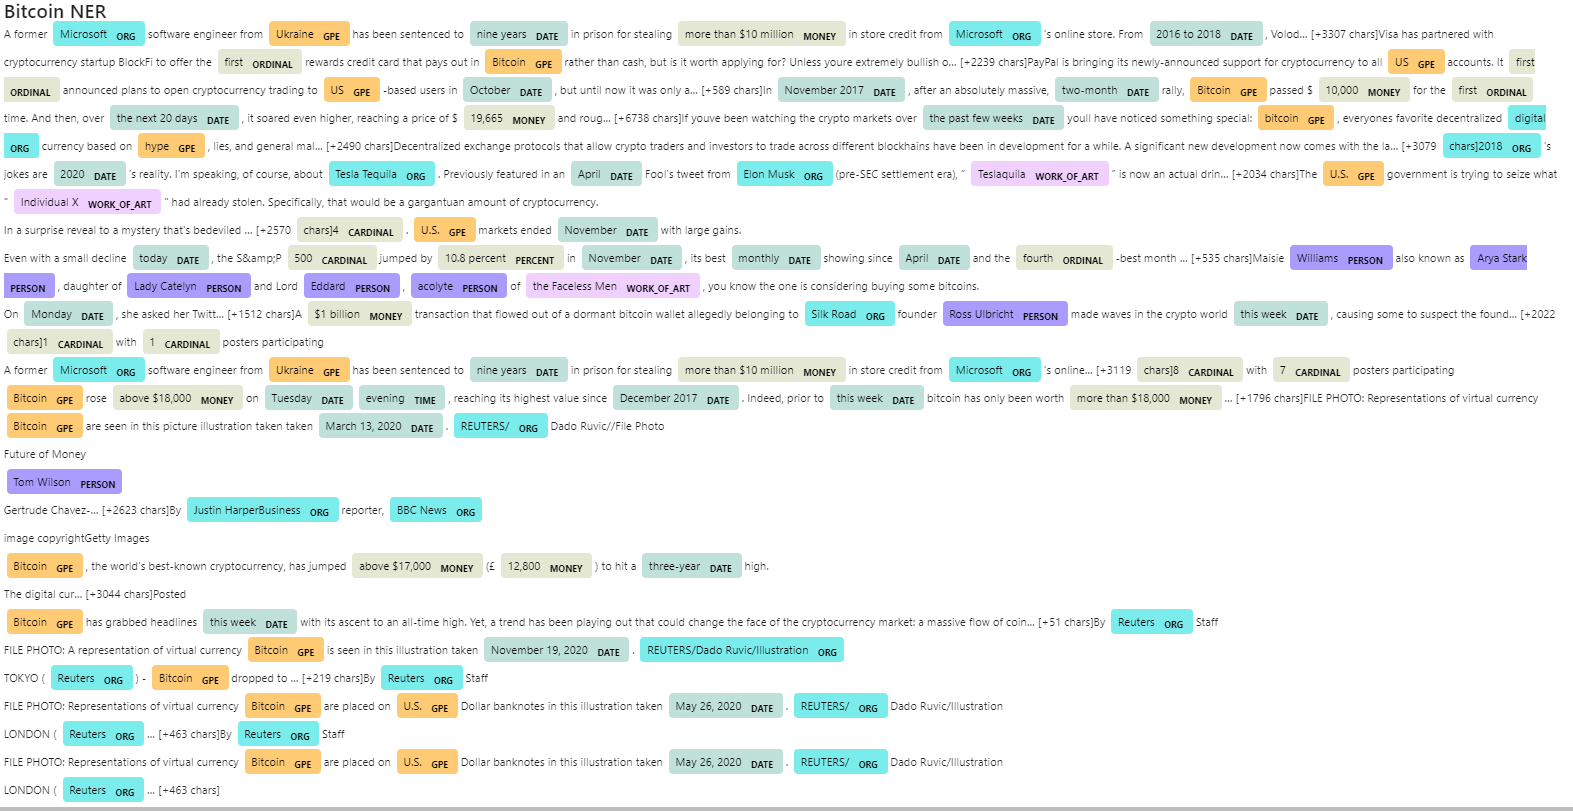 Bitcoin NER
A former Microsoft ORG software engineer from Ukraine GPE has been sentenced to nine years DATE in prison for stealing more than $10 million MONEY in store credit from Microsoft ORG 's online store. From 2016 to 2018 DATE , Volod... [+3307 chars]Visa has partnered with
cryptocurrency startup BlockFi to offer the first ORDINAL rewards credit card that pays out in Bitcoin GPE rather than cash, but is it worth applying for? Unless youre extremely bullish o... [+2239 chars]PayPal is bringing its newly-announced support for cryptocurrency to all US GPE accounts. It first
ORDINAL announced plans to open cryptocurrency trading to US GPE -based users in October DATE , but until now it was only a... [+589 chars]In November 2017 DATE , after an absolutely massive, two-month DATE rally, Bitcoin GPE passed $ 10,000 MONEY for the first ORDINAL
time. And then, over the next 20 days DATE , it soared even higher, reaching a price of $ 19,665 MONEY and roug... [+6738 chars]If youve been watching the crypto markets over the past few weeks DATE youll have noticed something special: bitcoin GPE , everyones favorite decentralized digital
ORG currency based on hype GPE , lies, and general mal... [+2490 chars]Decentralized exchange protocols that allow crypto traders and investors to trade across different blockhains have been in development for a while. A significant new development now comes with the la... [+3079 chars]2018 ORG 's
jokes are 2020 DATE 's reality. I'm speaking, of course, about Tesla Tequila ORG . Previously featured in an April DATE Fool's tweet from Elon Musk ORG (pre-SEC settlement era), " Teslaquila WORK_OF_ART " is now an actual drin... [+2034 chars]The U.S. GPE government is trying to seize what
" Individual X WORK_OF_ART " had already stolen. Specifically, that would be a gargantuan amount of cryptocurrency.
In a surprise reveal to a mystery that's bedeviled ... [+2570 chars]4 CARDINAL . U.S. GPE markets ended November DATE with large gains.
Even with a small decline today DATE , the S&amp;P 500 CARDINAL jumped by 10.8 percent PERCENT in November DATE , its best monthly DATE showing since April DATE and the fourth ORDINAL -best month ... [+535 chars]Maisie Williams PERSON also known as Arya Stark
PERSON , daughter of Lady Catelyn PERSON and Lord Eddard PERSON , acolyte PERSON of the Faceless Men WORK_OF_ART , you know the one is considering buying some bitcoins.
On Monday DATE , she asked her Twitt... [+1512 chars]A $1 billion MONEY transaction that flowed out of a dormant bitcoin wallet allegedly belonging to Silk Road ORG founder Ross Ulbricht PERSON made waves in the crypto world this week DATE , causing some to suspect the found... [+2022
chars]1 CARDINAL with 1 CARDINAL posters participating
A former Microsoft ORG software engineer from Ukraine GPE has been sentenced to nine years DATE in prison for stealing more than $10 million MONEY in store credit from Microsoft ORG 's online... [+3119 chars]8 CARDINAL with 7 CARDINAL posters participating
Bitcoin GPE rose above $18,000 MONEY on Tuesday DATE evening TIME , reaching its highest value since December 2017 DATE . Indeed, prior to this week DATE bitcoin has only been worth more than $18,000 MONEY ... [+1796 chars]FILE PHOTO: Representations of virtual currency
Bitcoin GPE are seen in this picture illustration taken taken March 13, 2020 DATE . REUTERS/ ORG Dado Ruvic//File Photo
Future of Money
Tom Wilson PERSON
Gertrude Chavez-... [+2623 chars]By Justin HarperBusiness ORG reporter, BBC News ORG
image copyrightGetty Images
Bitcoin GPE , the world's best-known cryptocurrency, has jumped above $17,000 MONEY (£ 12,800 MONEY ) to hit a three-year DATE high.
The digital cur... [+3044 chars]Posted
Bitcoin GPE has grabbed headlines this week DATE with its ascent to an all-time high. Yet, a trend has been playing out that could change the face of the cryptocurrency market: a massive flow of coin... [+51 chars]By Reuters ORG Staff
FILE PHOTO: A representation of virtual currency Bitcoin GPE is seen in this illustration taken November 19, 2020 DATE . REUTERS/Dado Ruvic/Illustration ORG
TOKYO ( Reuters ORG ) - Bitcoin GPE dropped to ... [+219 chars]By Reuters ORG Staff
FILE PHOTO: Representations of virtual currency Bitcoin GPE are placed on U.S. GPE Dollar banknotes in this illustration taken May 26, 2020 DATE . REUTERS/ ORG Dado Ruvic/Illustration
LONDON ( Reuters ORG ... [+463 chars]By Reuters ORG Staff
FILE PHOTO: Representations of virtual currency Bitcoin GPE are placed on U.S. GPE Dollar banknotes in this illustration taken May 26, 2020 DATE . REUTERS/ ORG Dado Ruvic/Illustration
LONDON ( Reuters ORG ... [+463 chars]